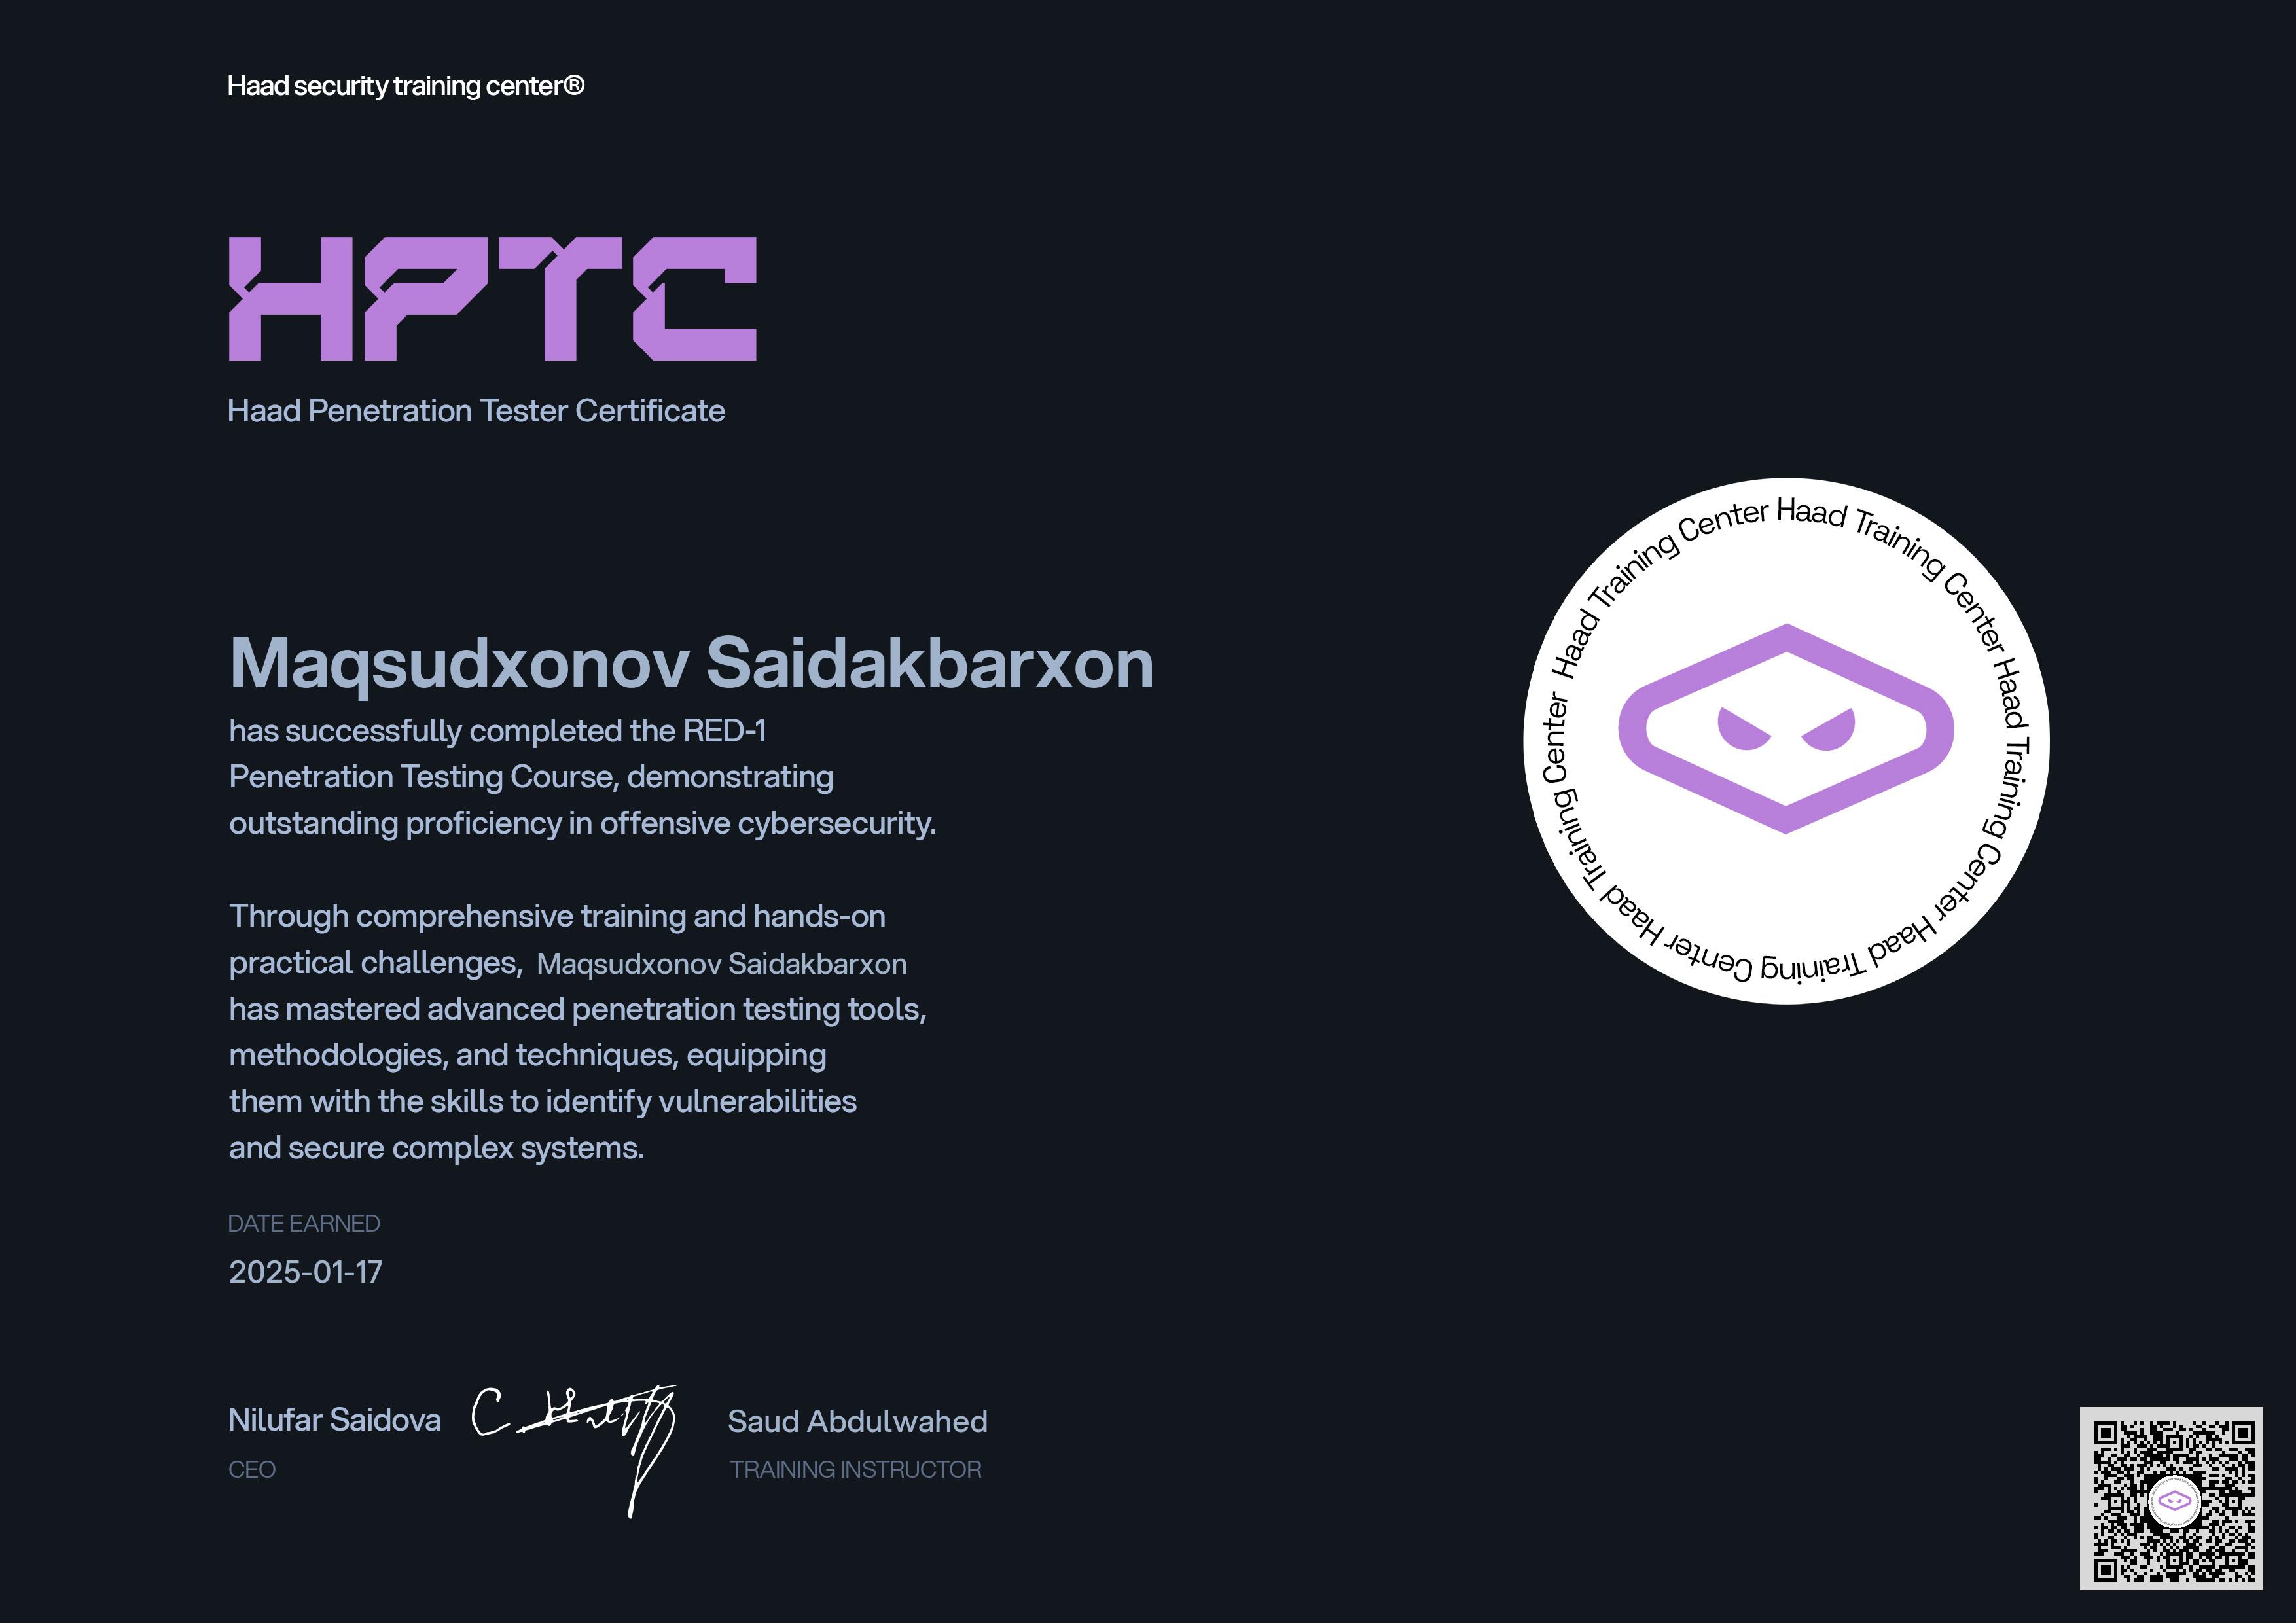 Haad security training center®
HPTC
Haad Penetration Tester Certificate
Maqsudxonov Saidakbarxon
has successfully completed the RED-1
Penetration Testing Course, demonstrating
outstanding proficiency in offensive cybersecurity.
Through comprehensive training and hands-on
practical challenges, Maqsudxonov Saidakbarxon
has mastered advanced penetration testing tools,
methodologies, and techniques, equipping
them with the skills to identify vulnerabilities
and secure complex systems.
DATE EARNED
2025-01-17
Nilufar Saidova
CEO
Saud Abdulwahed
TRAINING INSTRUCTOR
Haad Training Center Haad Training Center Haad Training Center Haad Training Center Haad Training Center